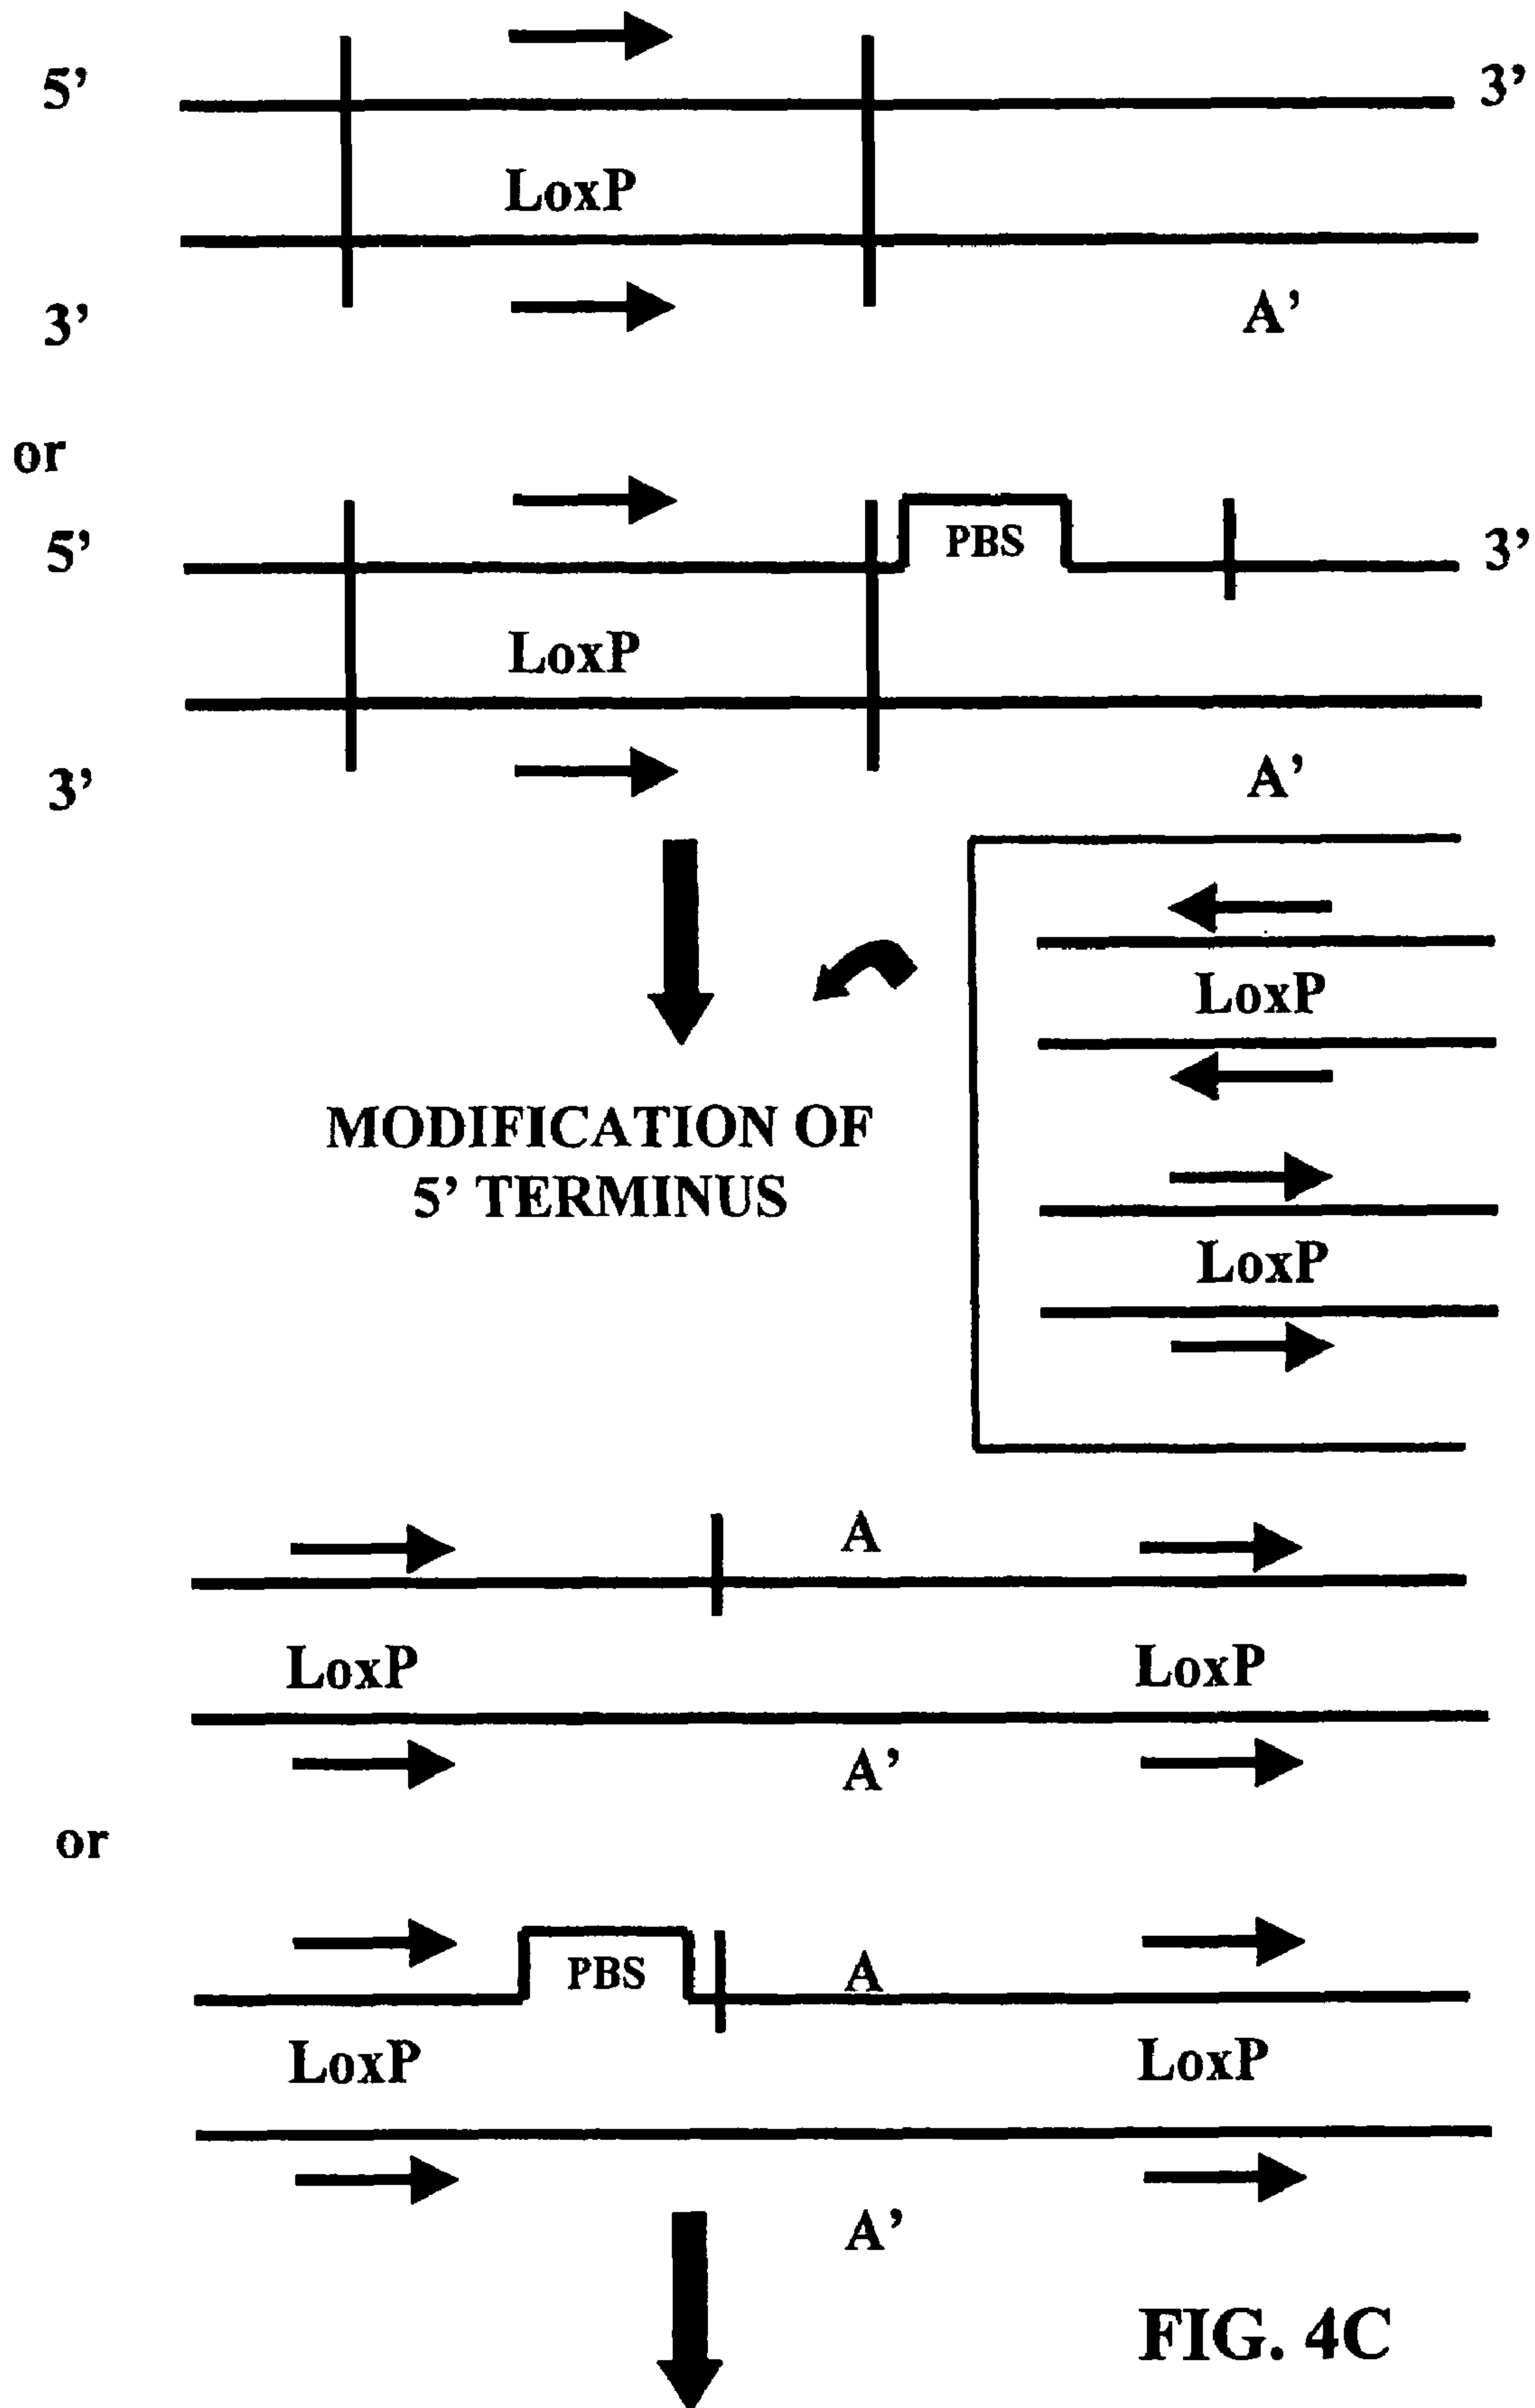 5’ 3’
LoxP
3’ A’
or
5’ PBS 3’
LoxP
3’ A’
LoxP
MODIFICATION OF
5’ TERMINUS
LoxP
A
LoxP LoxP
A’
or
PBS A
LoxP LoxP
A’
FIG. 4C